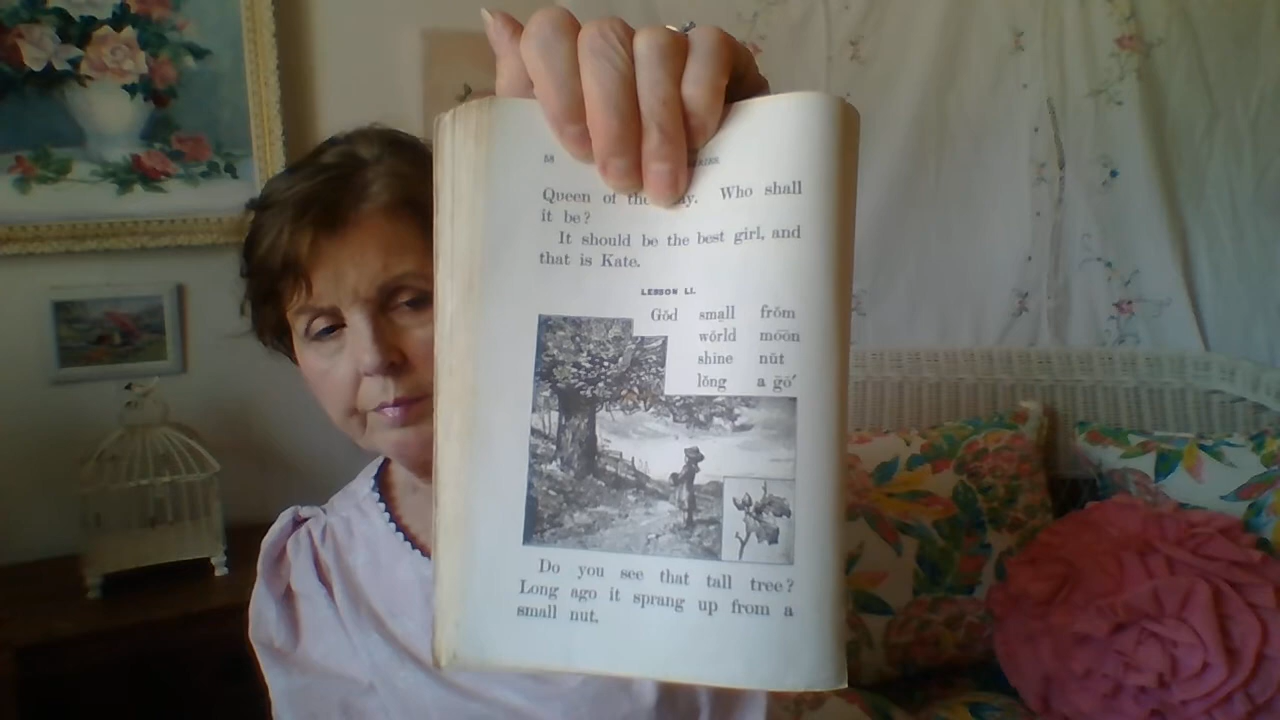 58
Queen of the ay. Who shall
it be?
It should be the best girl, and
that is Kate.
LESSON LI.
Gŏd small frŏm
wõrld mōōn
shine nŭt
lŏng a gō′
Do you see that tall tree?
Long ago it sprang up from a
small nut.